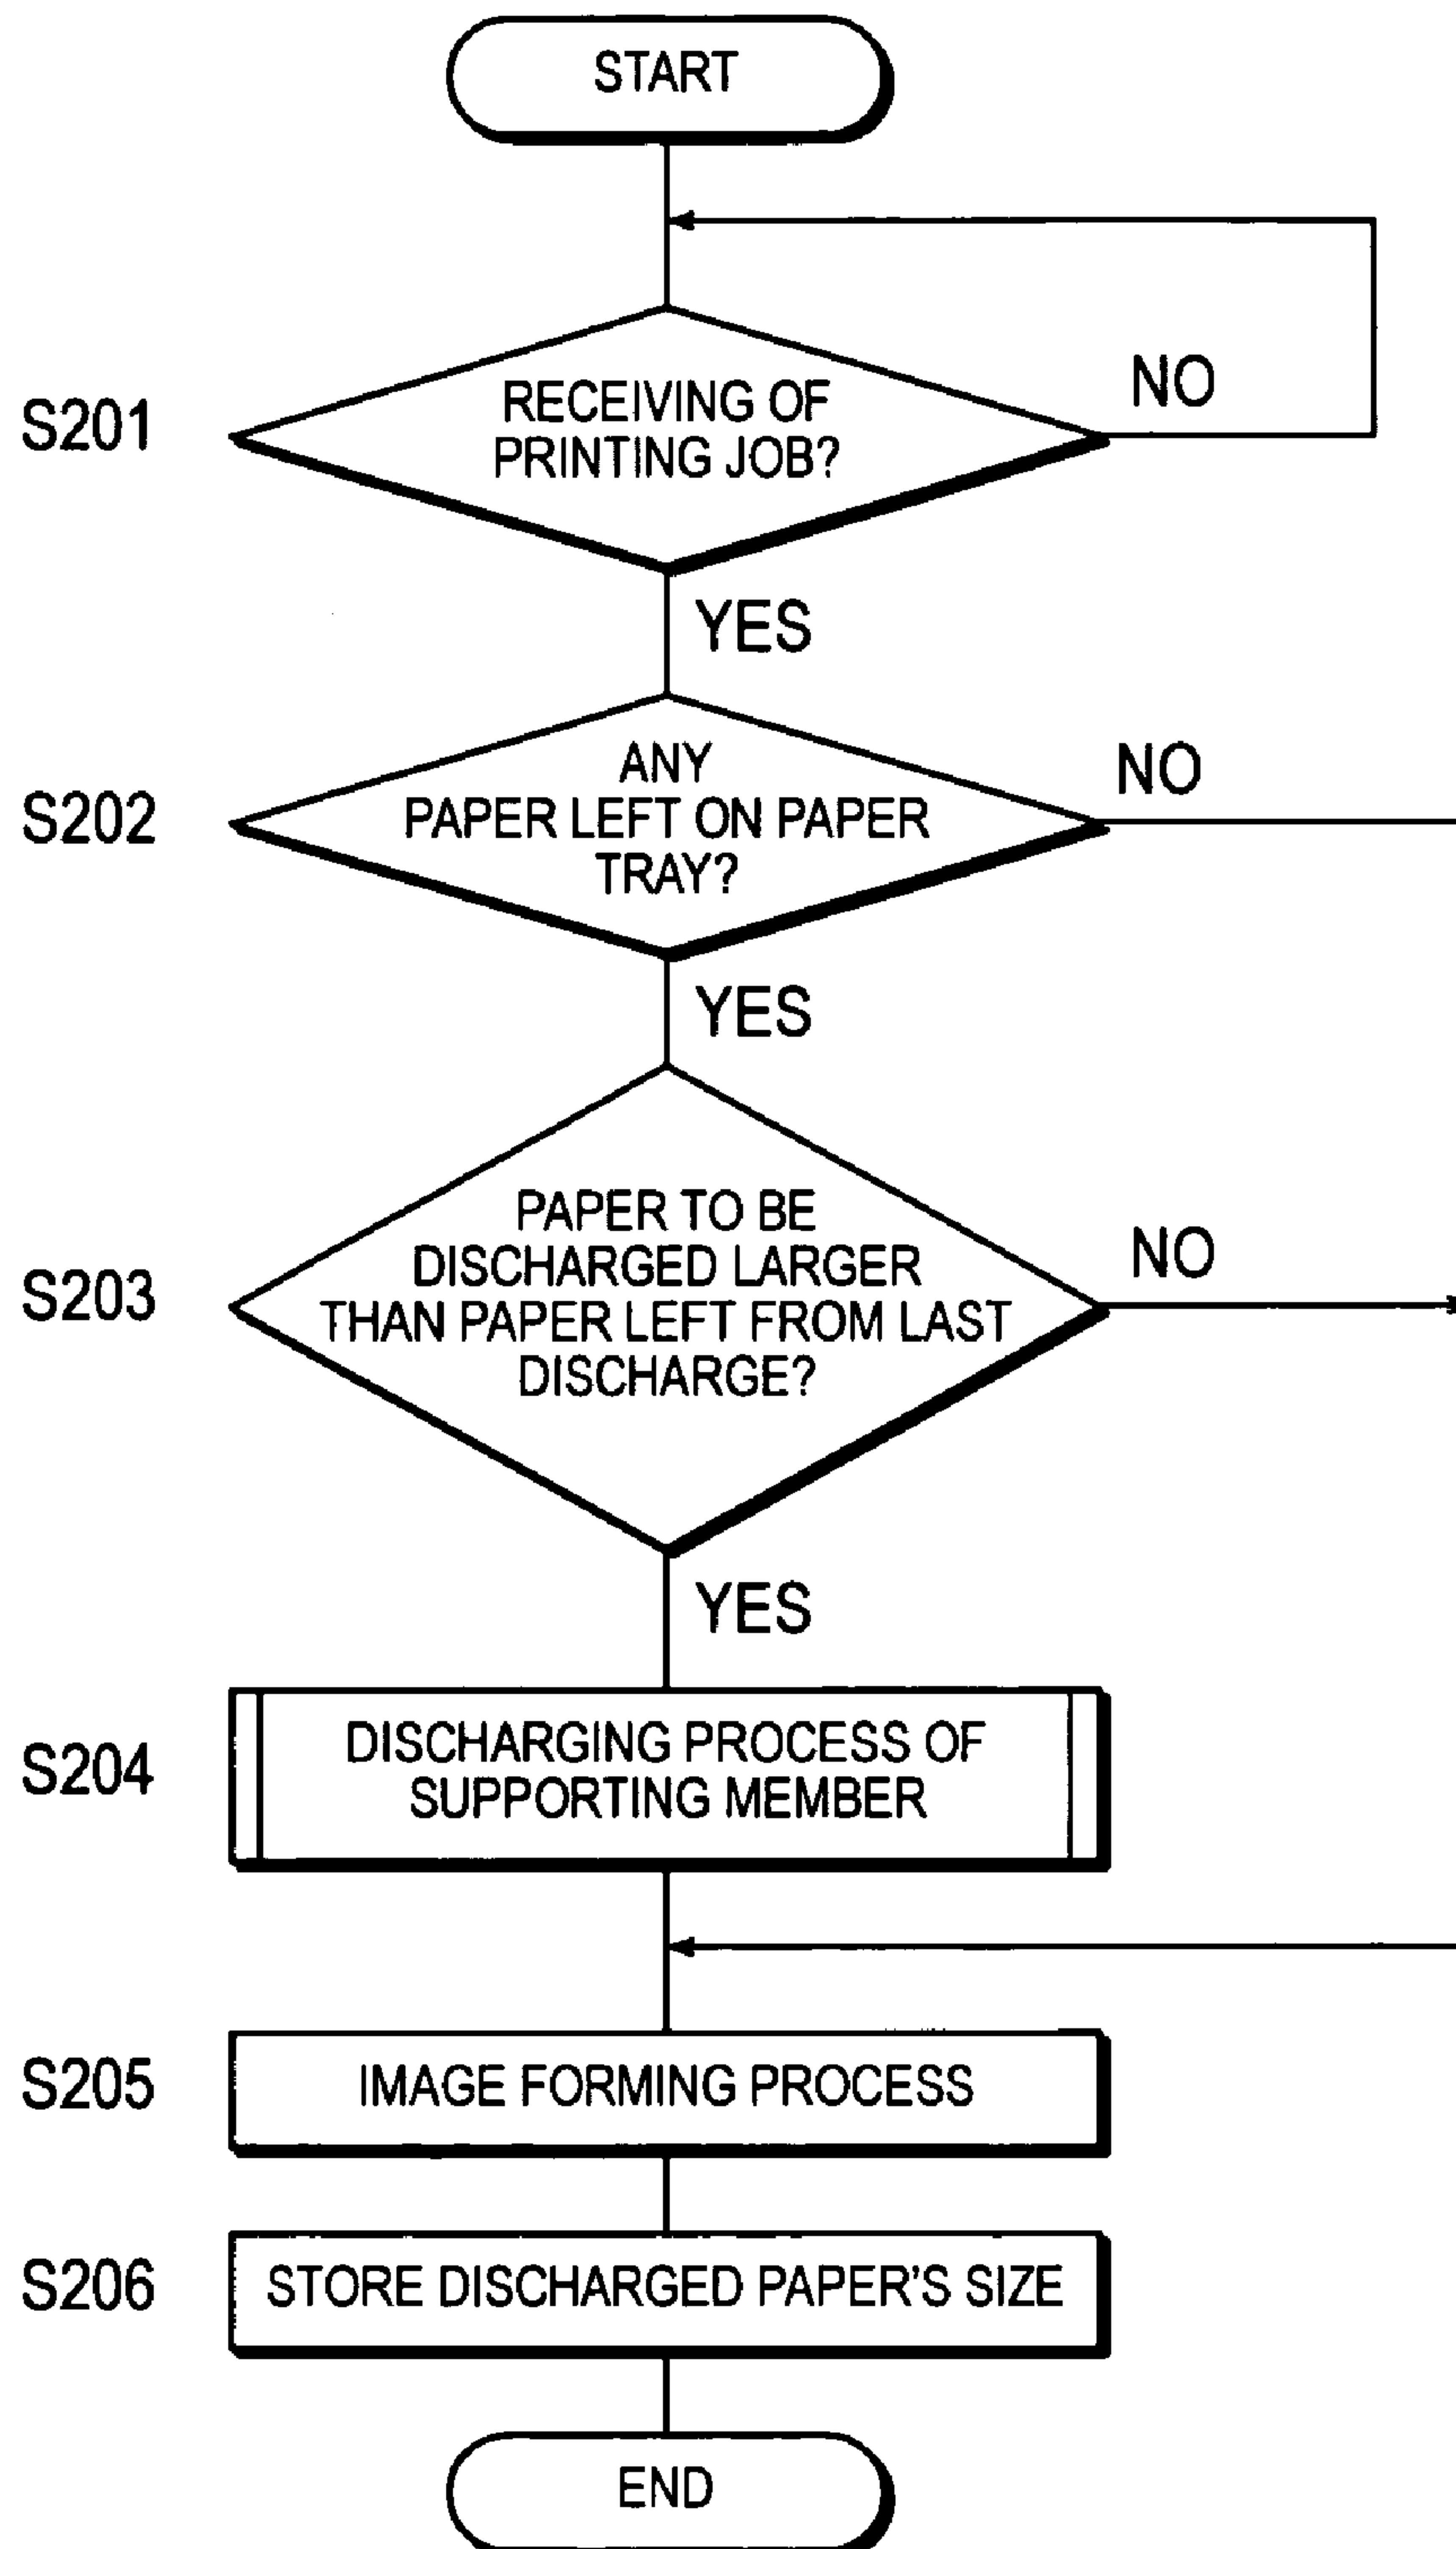 START
RECEIVING OF
PRINTING JOB?
NO
S201
YES
ANY
PAPER LEFT ON PAPER
TRAY?
NO
S202
YES
PAPER TO BE
DISCHARGED LARGER
THAN PAPER LEFT FROM LAST
DISCHARGE?
NO
S203
YES
S204
DISCHARGING PROCESS OF
SUPPORTING MEMBER
S205
IMAGE FORMING PROCESS
S206
STORE DISCHARGED PAPER'S SIZE
END